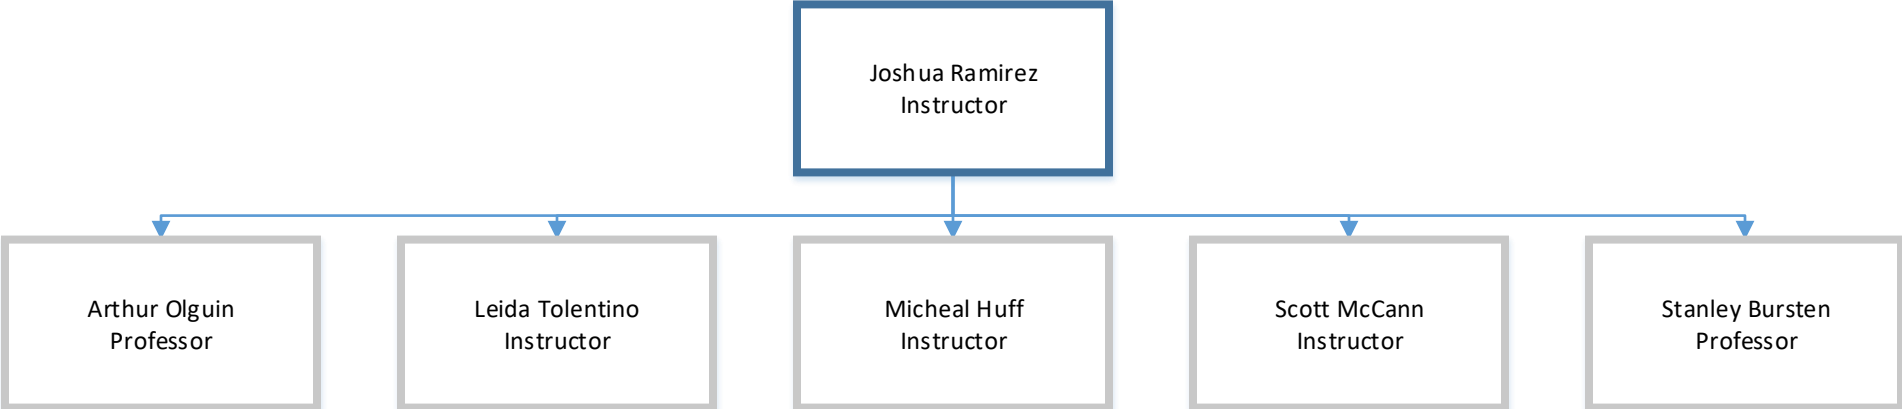 Joshua Ramirez
Instructor
Arthur Olguin
Professor
Leida Tolentino
Instructor
Micheal Huff
Instructor
Scott McCann
Instructor
Stanley Bursten
Professor